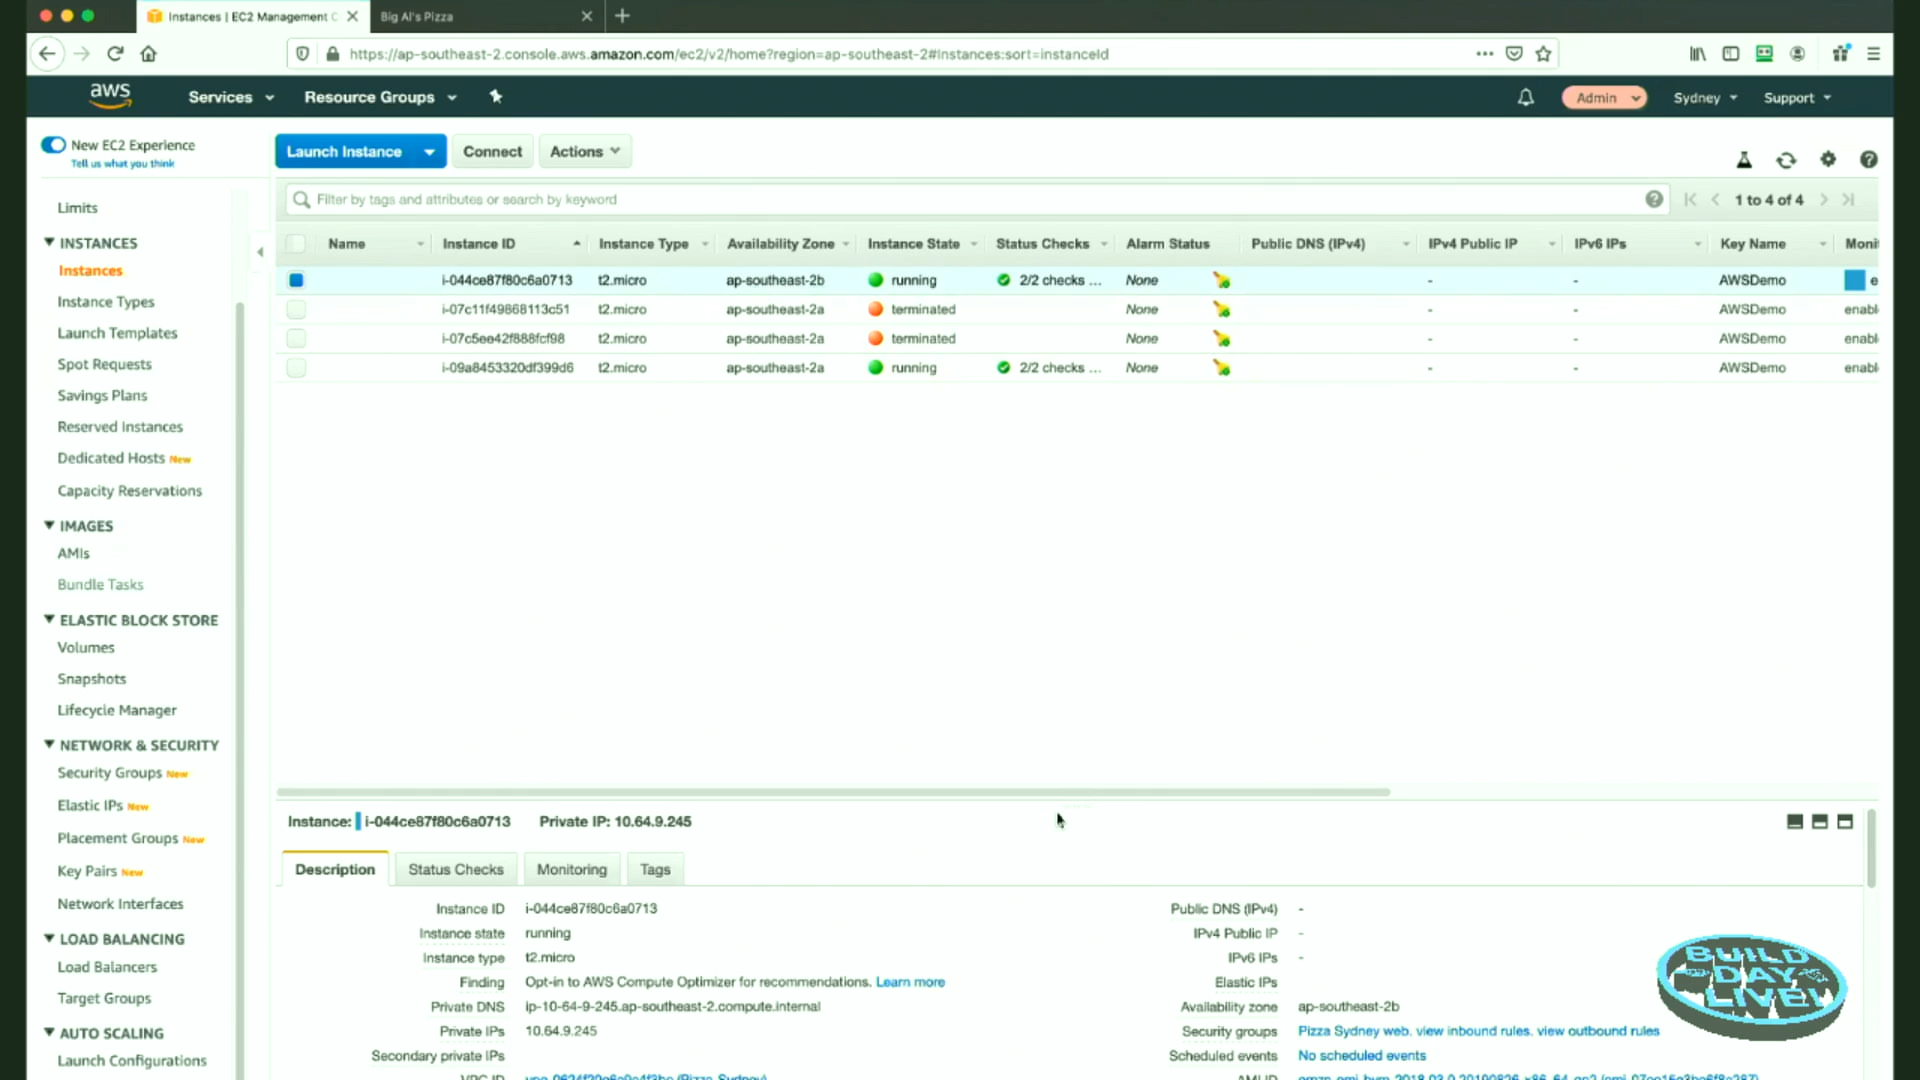 Instances | EC2 Management C
Big Al's Pizza
https://ap-southeast-2.console.aws.amazon.com/ec2/v2/home?region=ap-southeast-2#Instances:sort=instanceId
aws Services Resource Groups Admin Sydney Support
New EC2 Experience
Tell us what you think
Limits
INSTANCES
Instances
Instance Types
Launch Templates
Spot Requests
Savings Plans
Reserved Instances
Dedicated Hosts New
Capacity Reservations
IMAGES
AMIs
Bundle Tasks
ELASTIC BLOCK STORE
Volumes
Snapshots
Lifecycle Manager
NETWORK & SECURITY
Security Groups New
Elastic IPs New
Placement Groups New
Key Pairs New
Network Interfaces
LOAD BALANCING
Load Balancers
Target Groups
AUTO SCALING
Launch Configurations
Launch Instance Connect Actions
Filter by tags and attributes or search by keyword
1 to 4 of 4
Name Instance ID Instance Type Availability Zone Instance State Status Checks Alarm Status Public DNS (IPv4) IPv4 Public IP IPv6 IPs Key Name Moni
i-044ce87f80c6a0713 t2.micro ap-southeast-2b running 2/2 checks ... None - - AWSDemo e
i-07c11f49868113c51 t2.micro ap-southeast-2a terminated None - - AWSDemo enabl
i-07c5ee42f888fcf98 t2.micro ap-southeast-2a terminated None - - AWSDemo enabl
i-09a8453320df399d6 t2.micro ap-southeast-2a running 2/2 checks ... None - - AWSDemo enabl
Instance: i-044ce87f80c6a0713 Private IP: 10.64.9.245
Description Status Checks Monitoring Tags
Instance ID i-044ce87f80c6a0713
Instance state running
Instance type t2.micro
Finding Opt-in to AWS Compute Optimizer for recommendations. Learn more
Private DNS ip-10-64-9-245.ap-southeast-2.compute.internal
Private IPs 10.64.9.245
Secondary private IPs
VPC ID
Public DNS (IPv4) -
IPv4 Public IP -
IPv6 IPs -
Elastic IPs
Availability zone ap-southeast-2b
Security groups Pizza Sydney web. view inbound rules. view outbound rules
Scheduled events No scheduled events
AMI ID
BUILD
DAY
LIVE!